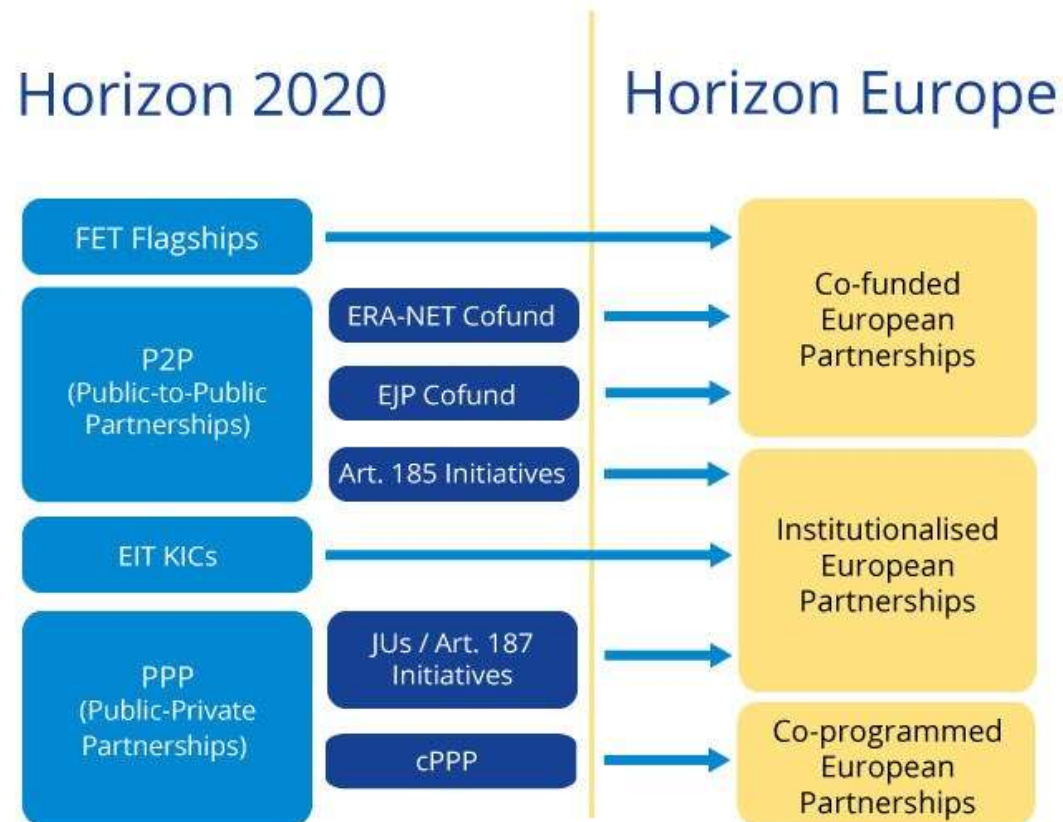 Horizon 2020
Horizon Europe
FET Flagships
P2P
(Public-to-Public
Partnerships)
ERA-NET Cofund
EJP Cofund
Art. 185 Initiatives
EIT KICs
PPP
(Public-Private
Partnerships)
JUs / Art. 187
Initiatives
cPPP
Co-funded
European
Partnerships
Institutionalised
European
Partnerships
Co-programmed
European
Partnerships